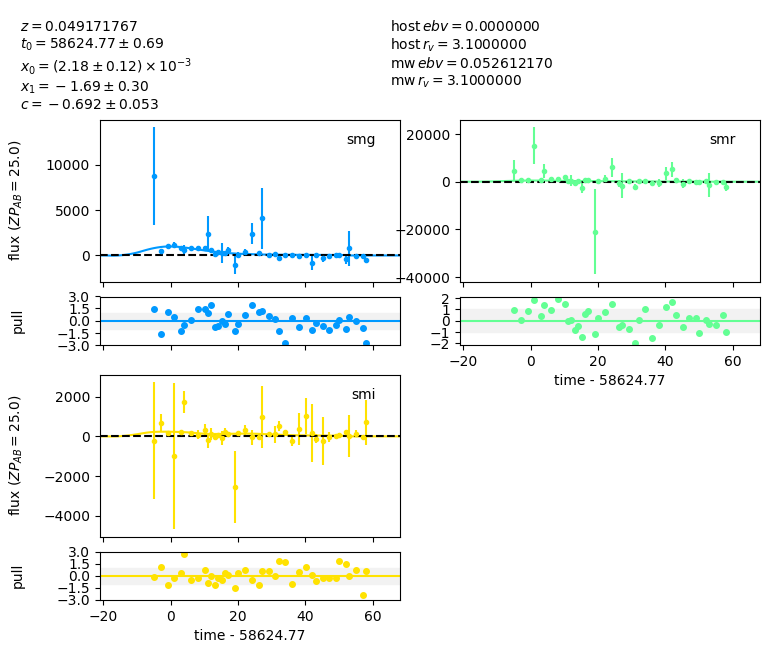 z = 0.049171767
t₀ = 58624.77 ± 0.69
x₀ = (2.18 ± 0.12) × 10⁻³
x₁ = −1.69 ± 0.30
c = −0.692 ± 0.053
host ebv = 0.0000000
host r_v = 3.1000000
mw ebv = 0.052612170
mw r_v = 3.1000000
smg
flux (ZP_AB = 25.0)
10000
5000
0
pull
3.0
1.5
0.0
−1.5
−3.0
smr
20000
0
−20000
−40000
2
1
0
−1
−2
−20 0 20 40 60
time - 58624.77
smi
flux (ZP_AB = 25.0)
2000
0
−2000
−4000
pull
3.0
1.5
0.0
−1.5
−3.0
−20 0 20 40 60
time - 58624.77